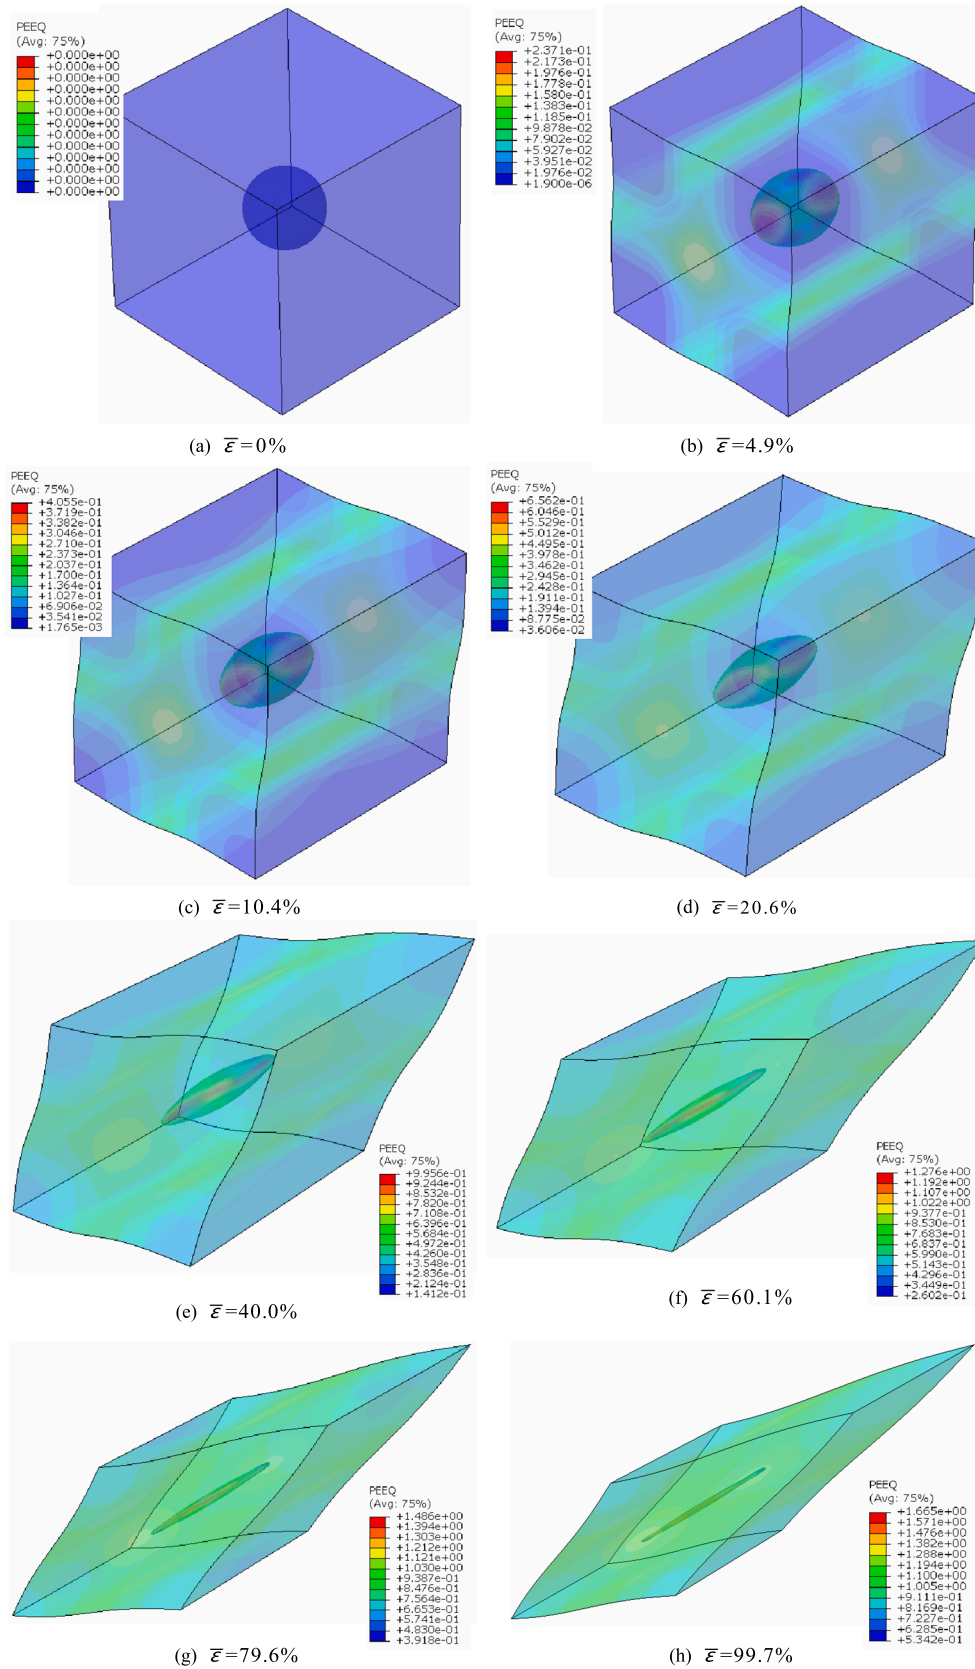 PEEQ
(Avg: 75%)
+0.000e+00
+0.000e+00
+0.000e+00
+0.000e+00
+0.000e+00
+0.000e+00
+0.000e+00
+0.000e+00
+0.000e+00
+0.000e+00
+0.000e+00
+0.000e+00
+0.000e+00
(a) ε̅=0%
PEEQ
(Avg: 75%)
+2.371e-01
+2.173e-01
+1.976e-01
+1.778e-01
+1.580e-01
+1.383e-01
+1.185e-01
+9.878e-02
+7.902e-02
+5.927e-02
+3.951e-02
+1.976e-02
+1.900e-06
(b) ε̅=4.9%
PEEQ
(Avg: 75%)
+4.055e-01
+3.719e-01
+3.382e-01
+3.046e-01
+2.710e-01
+2.373e-01
+2.037e-01
+1.700e-01
+1.364e-01
+1.027e-01
+6.906e-02
+3.541e-02
+1.765e-03
(c) ε̅=10.4%
PEEQ
(Avg: 75%)
+6.562e-01
+6.046e-01
+5.529e-01
+5.012e-01
+4.495e-01
+3.978e-01
+3.462e-01
+2.945e-01
+2.428e-01
+1.911e-01
+1.394e-01
+8.775e-02
+3.606e-02
(d) ε̅=20.6%
PEEQ
(Avg: 75%)
+9.956e-01
+9.244e-01
+8.532e-01
+7.820e-01
+7.108e-01
+6.396e-01
+5.684e-01
+4.972e-01
+4.260e-01
+3.548e-01
+2.836e-01
+2.124e-01
+1.412e-01
(e) ε̅=40.0%
PEEQ
(Avg: 75%)
+1.276e+00
+1.192e+00
+1.107e+00
+1.022e+00
+9.377e-01
+8.530e-01
+7.683e-01
+6.837e-01
+5.990e-01
+5.143e-01
+4.296e-01
+3.449e-01
+2.602e-01
(f) ε̅=60.1%
PEEQ
(Avg: 75%)
+1.486e+00
+1.394e+00
+1.303e+00
+1.212e+00
+1.121e+00
+1.030e+00
+9.387e-01
+8.476e-01
+7.564e-01
+6.653e-01
+5.741e-01
+4.830e-01
+3.918e-01
(g) ε̅=79.6%
PEEQ
(Avg: 75%)
+1.665e+00
+1.571e+00
+1.476e+00
+1.382e+00
+1.288e+00
+1.194e+00
+1.100e+00
+1.005e+00
+9.111e-01
+8.169e-01
+7.227e-01
+6.285e-01
+5.342e-01
(h) ε̅=99.7%